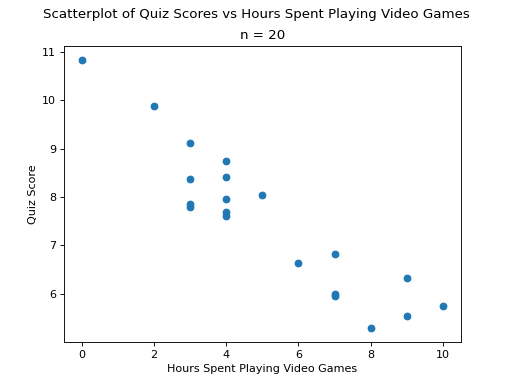 Scatterplot of Quiz Scores vs Hours Spent Playing Video Games
n = 20
11
10
9
8
7
6
Quiz Score
0 2 4 6 8 10
Hours Spent Playing Video Games